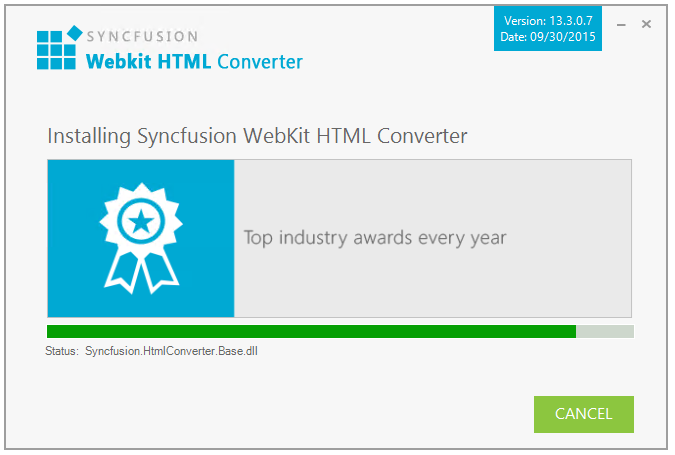 SYNCFUSION
Webkit HTML Converter
Version: 13.3.0.7
Date: 09/30/2015
Installing Syncfusion WebKit HTML Converter
Top industry awards every year
Status: Syncfusion.HtmlConverter.Base.dll
CANCEL